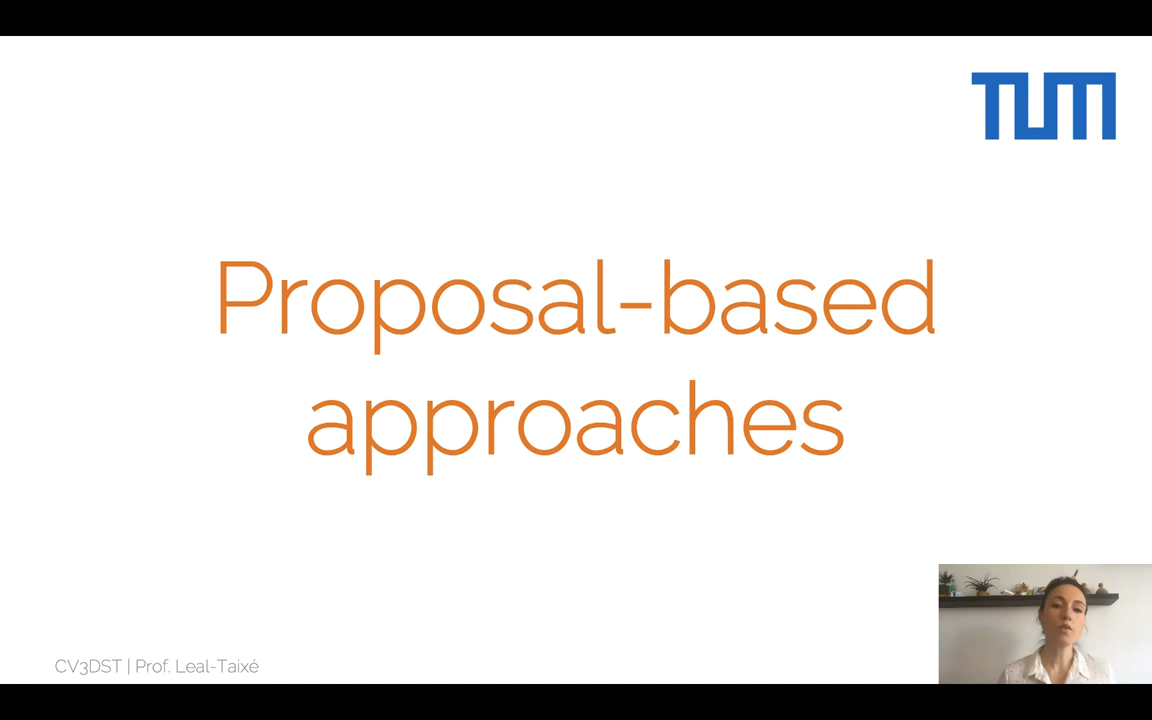 TUM
Proposal-based
approaches
CV3DST | Prof. Leal-Taixé